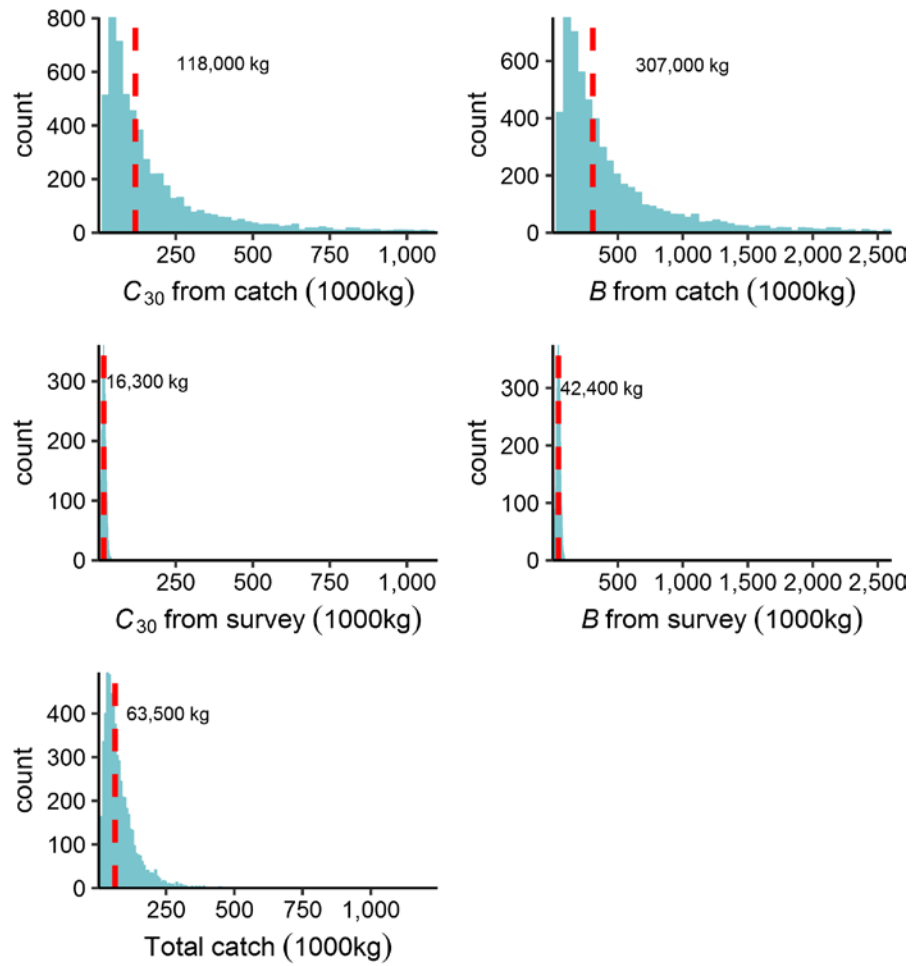 800
600
400
200
0
count
118,000 kg
250
500
750
1,000
C30 from catch (1000kg)
600
400
200
0
count
307,000 kg
500
1,000
1,500
2,000
2,500
B from catch (1000kg)
300
200
100
0
count
16,300 kg
250
500
750
1,000
C30 from survey (1000kg)
300
200
100
0
count
42,400 kg
500
1,000
1,500
2,000
2,500
B from survey (1000kg)
400
300
200
100
0
count
63,500 kg
250
500
750
1,000
Total catch (1000kg)